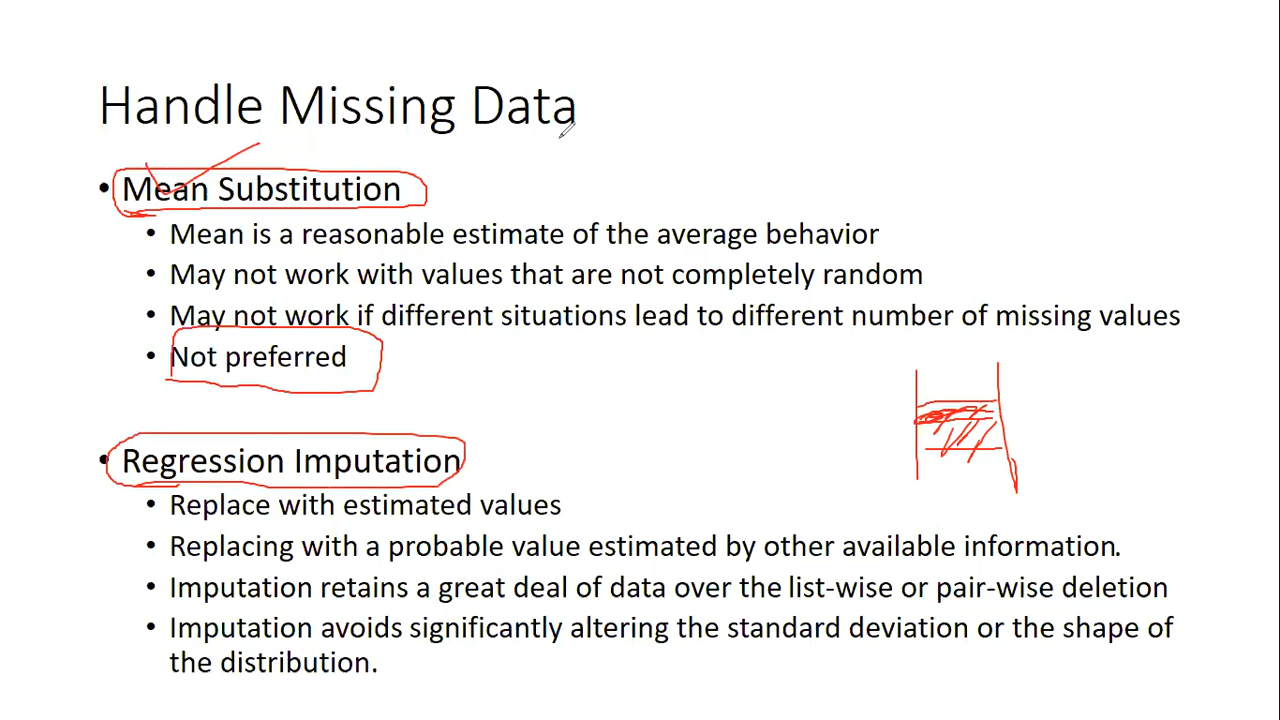 Handle Missing Data
• Mean Substitution
• Mean is a reasonable estimate of the average behavior
• May not work with values that are not completely random
• May not work if different situations lead to different number of missing values
• Not preferred
• Regression Imputation
• Replace with estimated values
• Replacing with a probable value estimated by other available information.
• Imputation retains a great deal of data over the list-wise or pair-wise deletion
• Imputation avoids significantly altering the standard deviation or the shape of
the distribution.